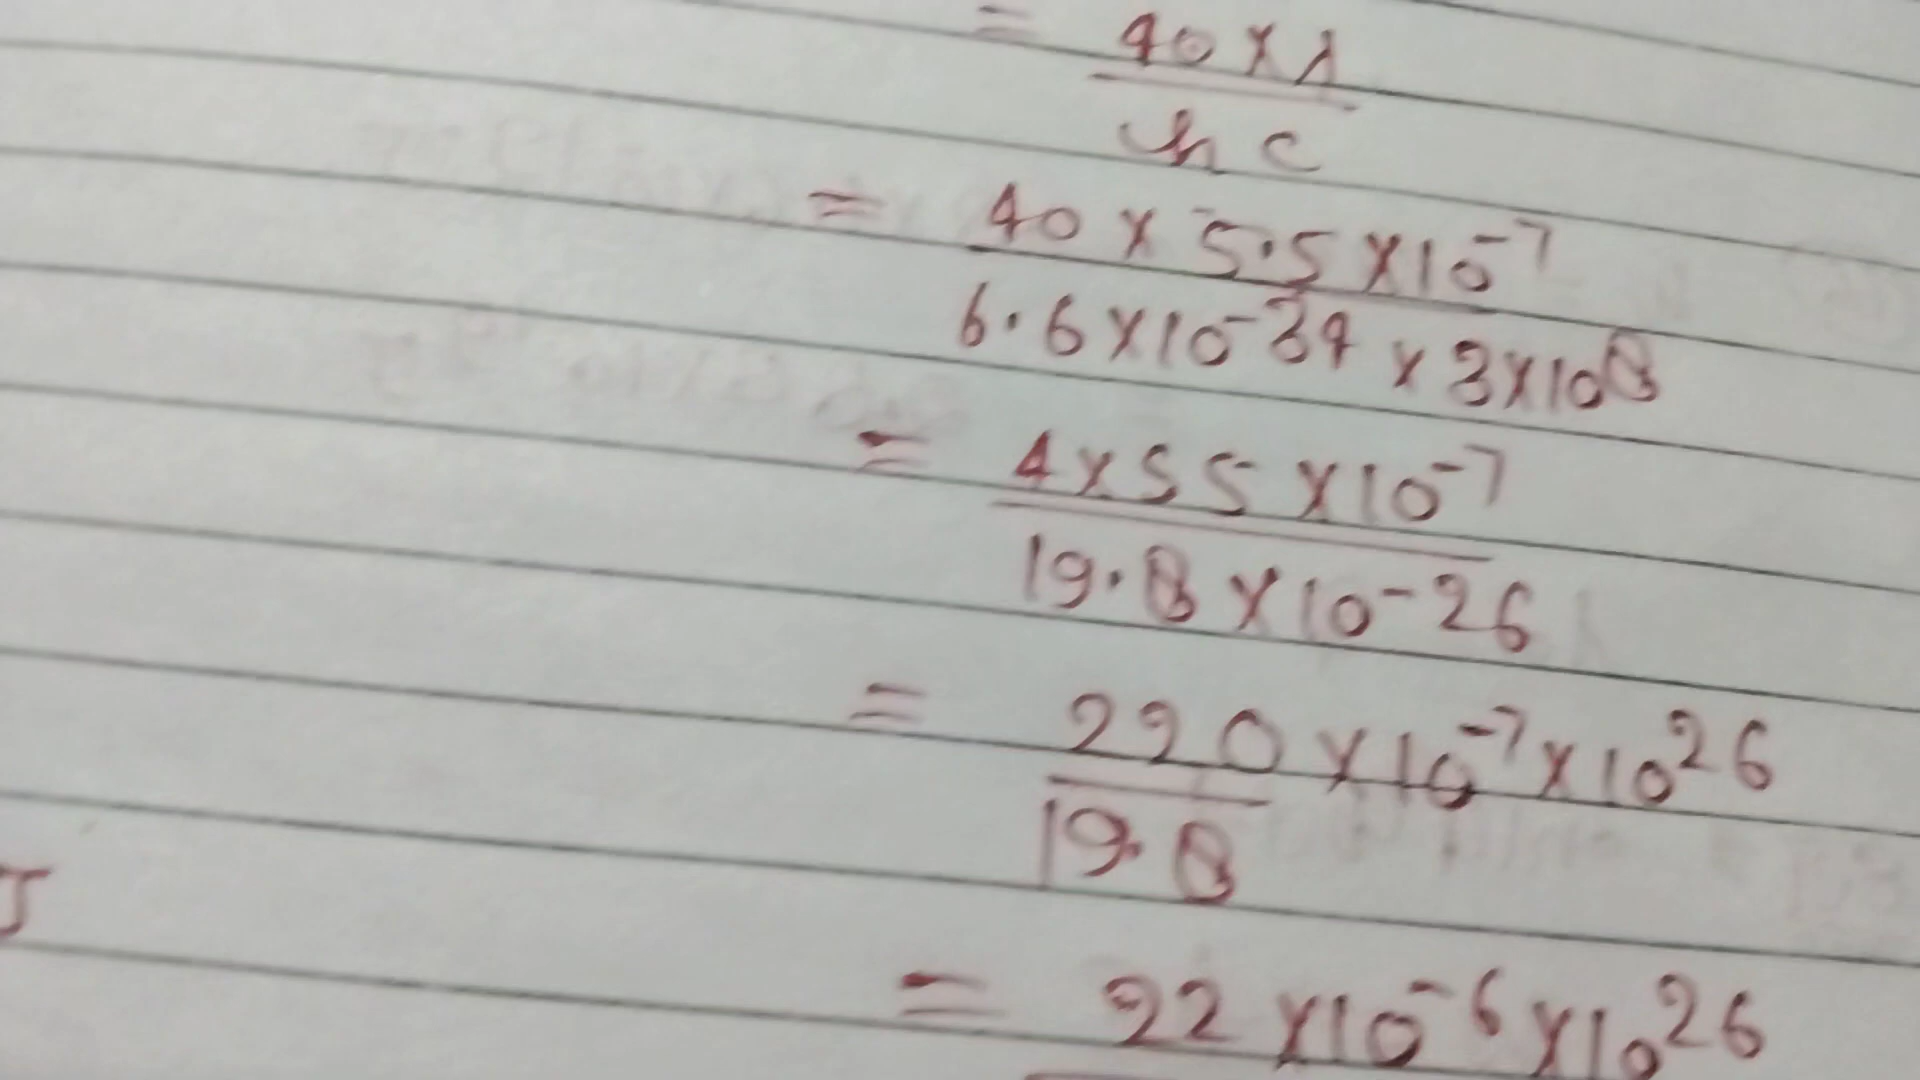 = 40 × λ
h c
= 40 × 5.5 × 10⁻⁷
6.6 × 10⁻³⁴ × 3 × 10⁸
= 4 × 55 × 10⁻⁷
19.8 × 10⁻²⁶
= 220 × 10⁻⁷ × 10²⁶
19.8
J
= 22 × 10⁻⁶ × 10²⁶